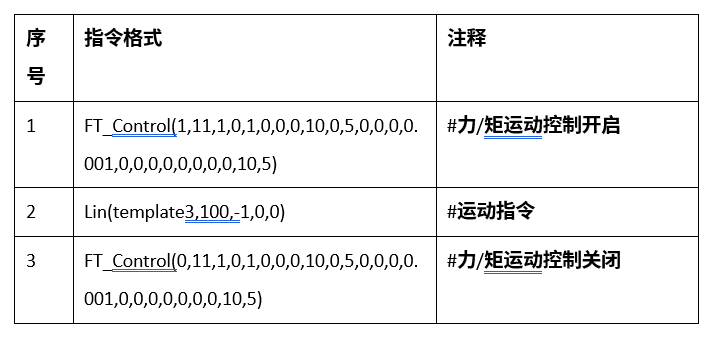 序号 指令格式 注释
1 FT_Control(1,11,1,0,1,0,0,0,10,0,5,0,0,0,0.
001,0,0,0,0,0,0,0,0,10,5) #力/矩运动控制开启
2 Lin(template3,100,-1,0,0) #运动指令
3 FT_Control(0,11,1,0,1,0,0,0,10,0,5,0,0,0,0.
001,0,0,0,0,0,0,0,10,5) #力/矩运动控制关闭